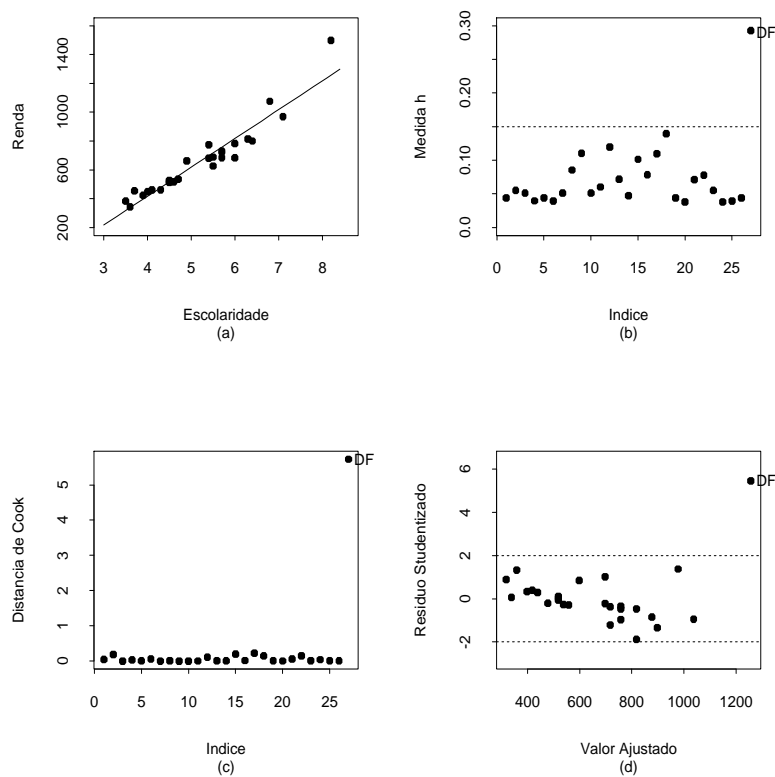 Renda
200 600 1000 1400
3 4 5 6 7 8
Escolaridade
(a)
Medida h
0.0 0.10 0.20 0.30
DF
0 5 10 15 20 25
Indice
(b)
Distancia de Cook
0 1 2 3 4 5
DF
0 5 10 15 20 25
Indice
(c)
Residuo Studentizado
-2 0 2 4 6
DF
400 600 800 1000 1200
Valor Ajustado
(d)